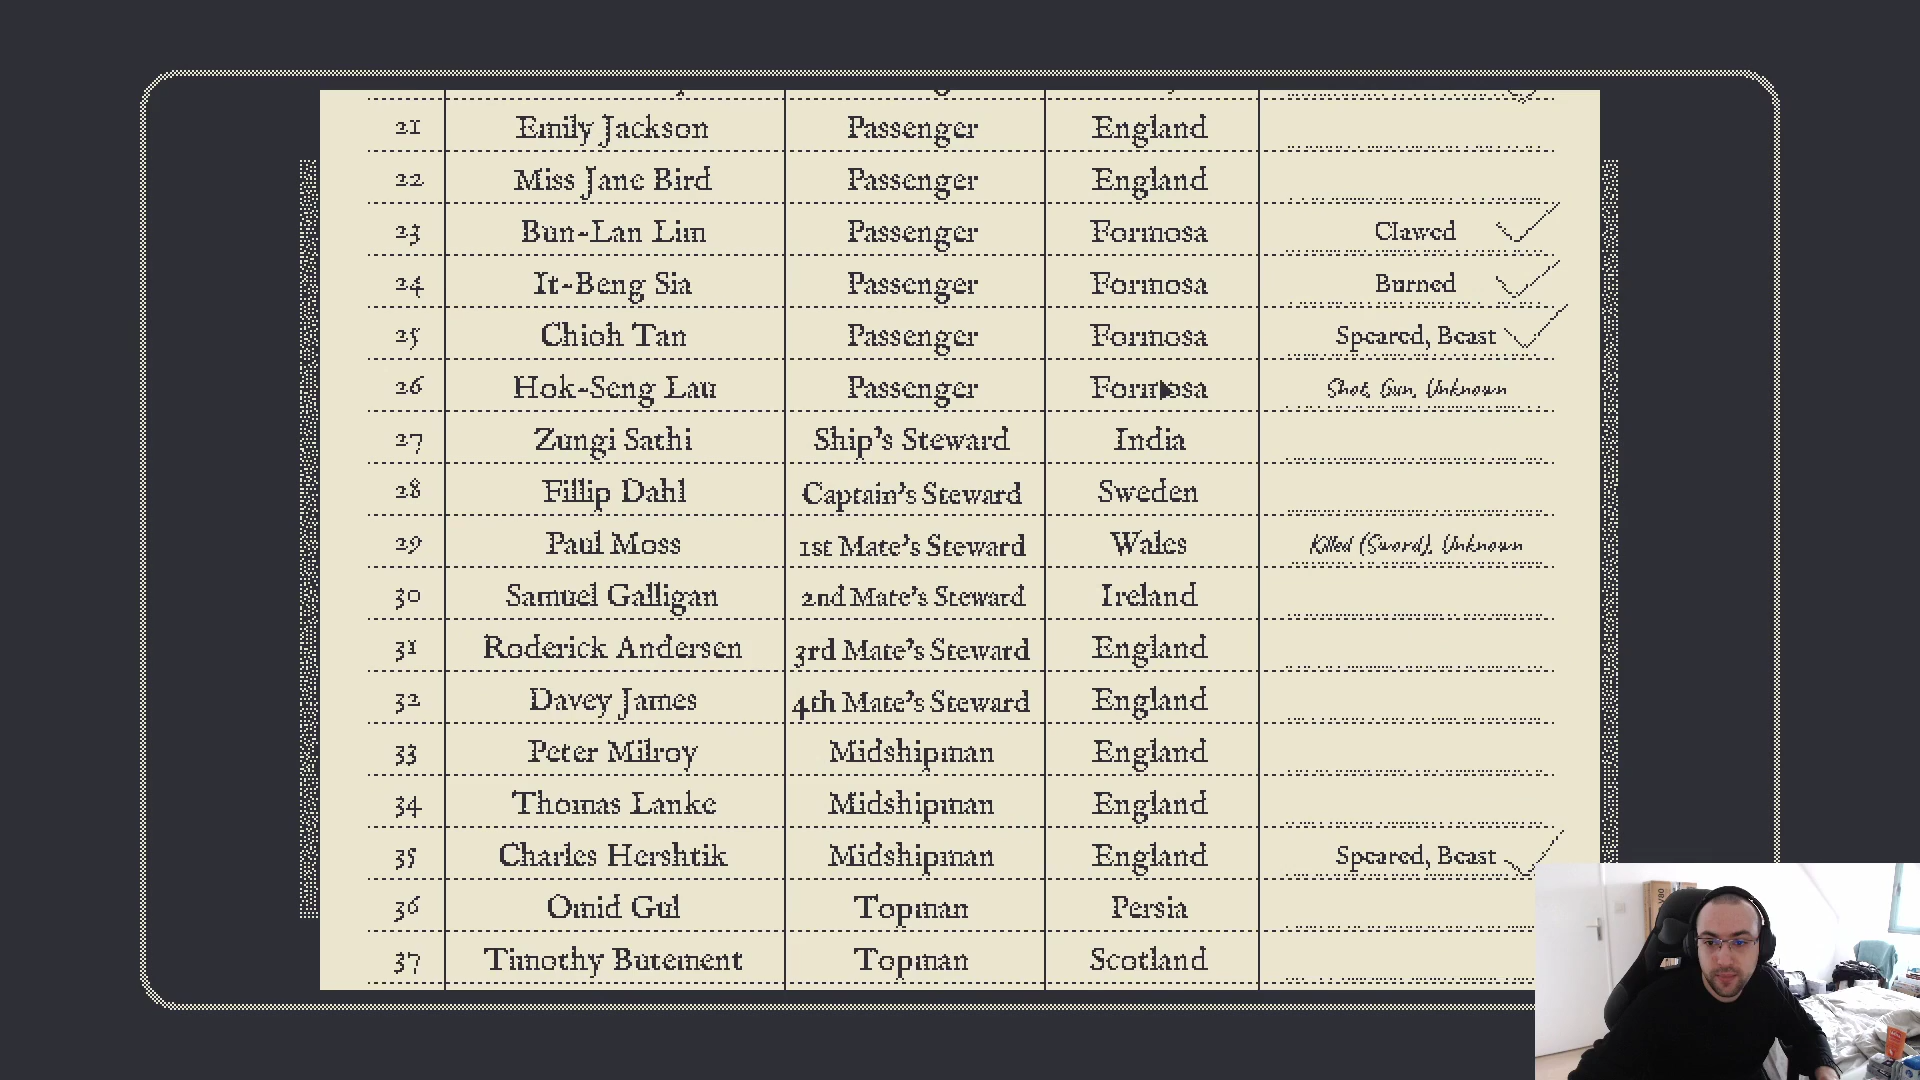 21 Emily Jackson Passenger England
22 Miss Jane Bird Passenger England
23 Bun-Lan Lim Passenger Formosa Clawed
24 It-Beng Sia Passenger Formosa Burned
25 Chioh Tan Passenger Formosa Speared, Beast
26 Hok-Seng Lau Passenger Formosa Shot, Gun, Unknown
27 Zungi Sathi Ship's Steward India
28 Fillip Dahl Captain's Steward Sweden
29 Paul Moss 1st Mate's Steward Wales Killed (Sword), Unknown
30 Samuel Galligan 2nd Mate's Steward Ireland
31 Roderick Andersen 3rd Mate's Steward England
32 Davey James 4th Mate's Steward England
33 Peter Milroy Midshipman England
34 Thomas Lanke Midshipman England
35 Charles Hershtik Midshipman England Speared, Beast
36 Omid Gul Topman Persia
37 Timothy Butement Topman Scotland